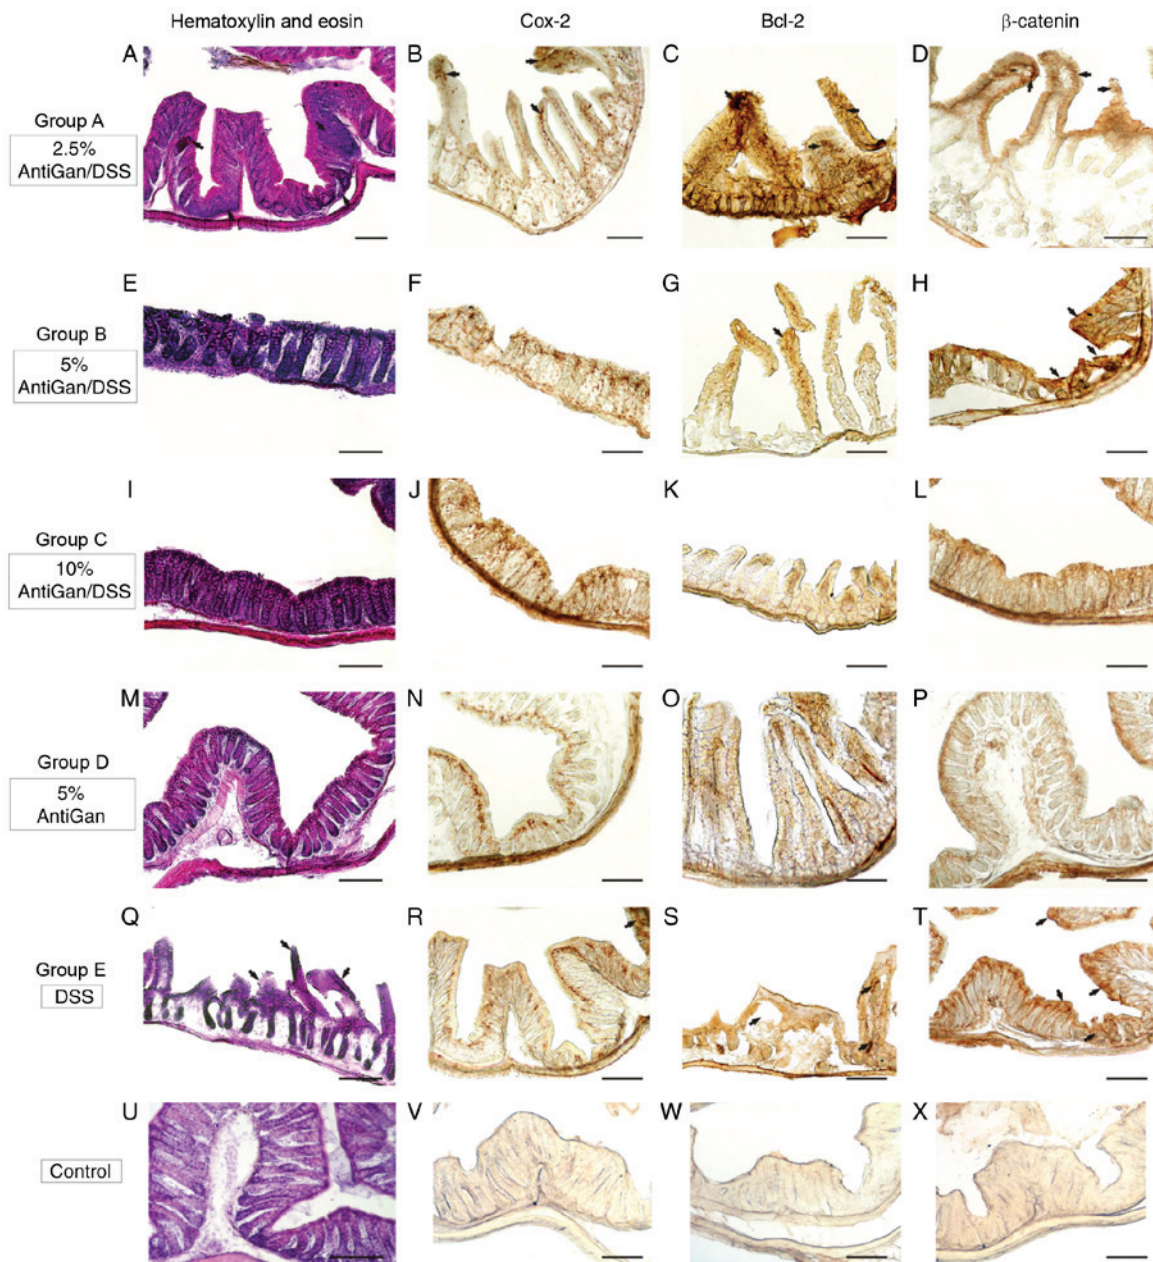 Hematoxylin and eosin Cox-2 Bcl-2 β-catenin
A B C D
Group A
2.5%
AntiGan/DSS
E F G H
Group B
5%
AntiGan/DSS
I J K L
Group C
10%
AntiGan/DSS
M N O P
Group D
5%
AntiGan
Q R S T
Group E
DSS
U V W X
Control